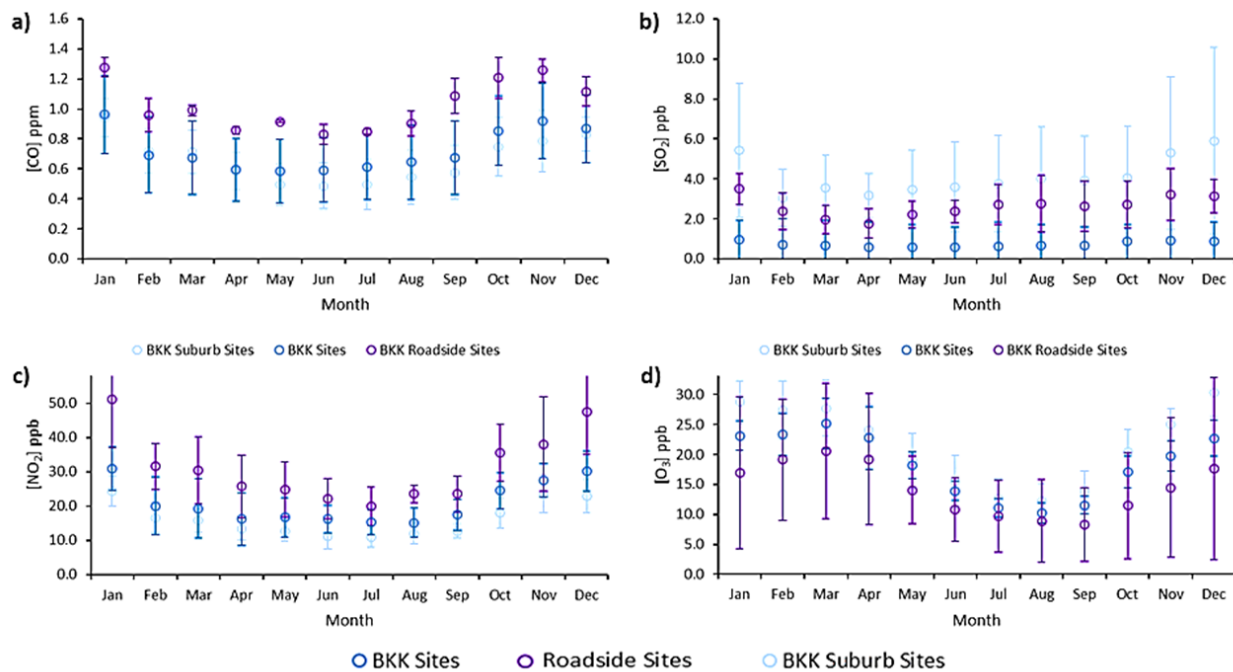 a)
[CO] ppm
1.6
1.4
1.2
1.0
0.8
0.6
0.4
0.2
0.0
Jan Feb Mar Apr May Jun Jul Aug Sep Oct Nov Dec
Month
b)
[SO2] ppb
12.0
10.0
8.0
6.0
4.0
2.0
0.0
Jan Feb Mar Apr May Jun Jul Aug Sep Oct Nov Dec
Month
BKK Suburb Sites BKK Sites BKK Roadside Sites
BKK Suburb Sites BKK Sites BKK Roadside Sites
c)
[NO2] ppb
50.0
40.0
30.0
20.0
10.0
0.0
Jan Feb Mar Apr May Jun Jul Aug Sep Oct Nov Dec
Month
d)
[O3] ppb
30.0
25.0
20.0
15.0
10.0
5.0
0.0
Jan Feb Mar Apr May Jun Jul Aug Sep Oct Nov Dec
Month
BKK Sites Roadside Sites BKK Suburb Sites